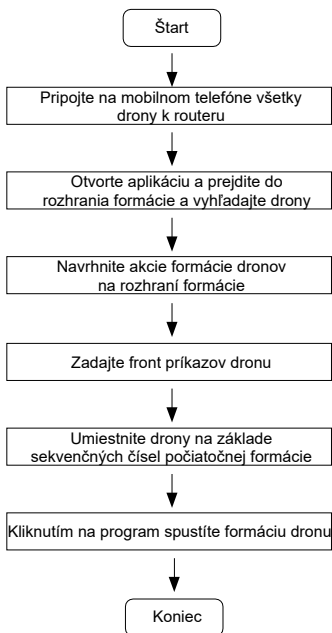 Štart
Pripojte na mobilnom telefóne všetky
drony k routeru
Otvorte aplikáciu a prejdite do
rozhrania formácie a vyhľadajte drony
Navrhnite akcie formácie dronov
na rozhraní formácie
Zadajte front príkazov dronu
Umiestnite drony na základe
sekvenčných čísel počiatočnej formácie
Kliknutím na program spustíte formáciu dronu
Koniec